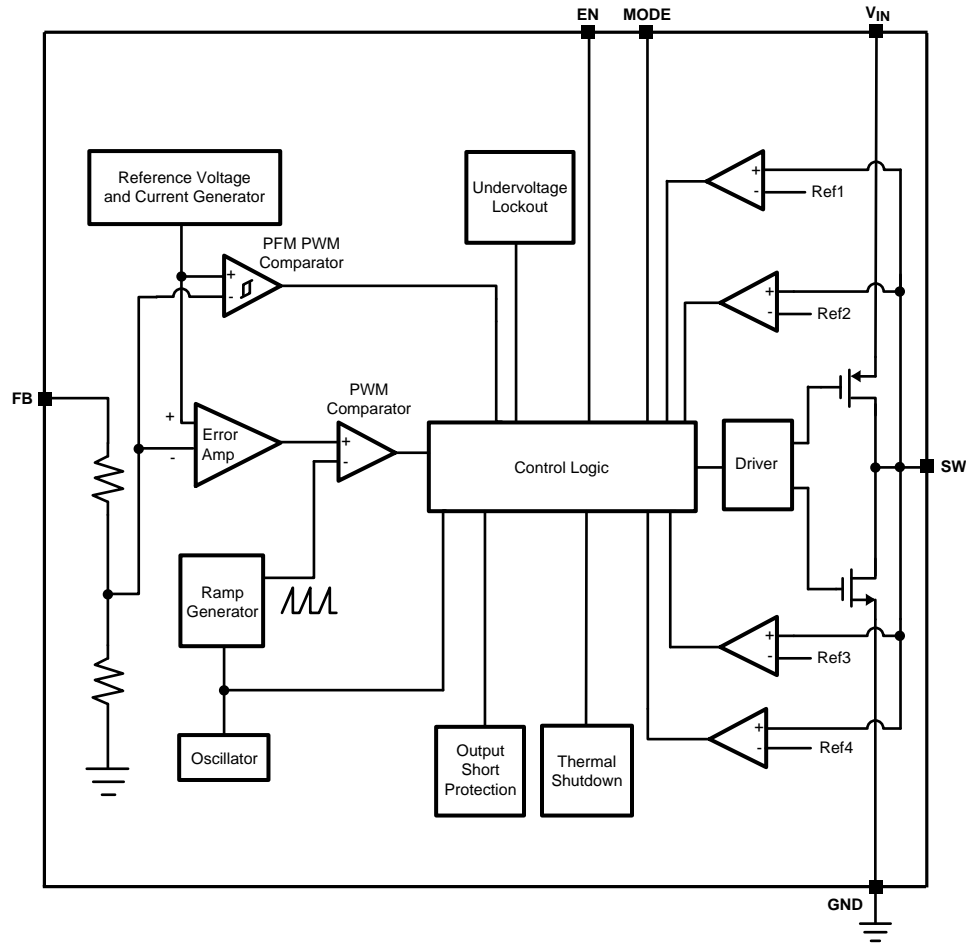 EN
MODE
VIN
Reference Voltage
and Current Generator
Undervoltage
Lockout
+
-
Ref1
PFM PWM
Comparator
+
-
+
-
Ref2
FB
PWM
Comparator
+
-
Error
Amp
+
-
Control Logic
Driver
SW
Ramp
Generator
+
-
Ref3
Oscillator
Output
Short
Protection
Thermal
Shutdown
+
-
Ref4
GND